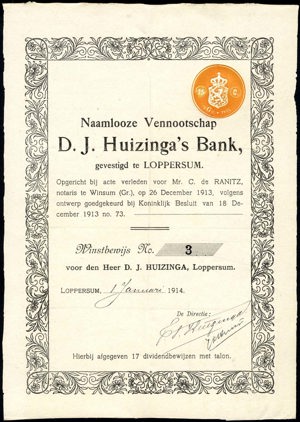 Naamlooze Vennootschap
D. J. Huizinga's Bank,
gevestigd te LOPPERSUM.
Opgericht bij acte verleden voor Mr. C. de RANITZ,
notaris te Winsum (Gr.), op 26 December 1913, volgens
ontwerp goedgekeurd bij Koninklijk Besluit van 18 De-
cember 1913 no. 73.
Winstbewijs No. 3
voor den Heer D. J. HUIZINGA, Loppersum.
LOPPERSUM, 1 Januari 1914.
De Directie:
Hierbij afgegeven 17 dividendbewijzen met talon.